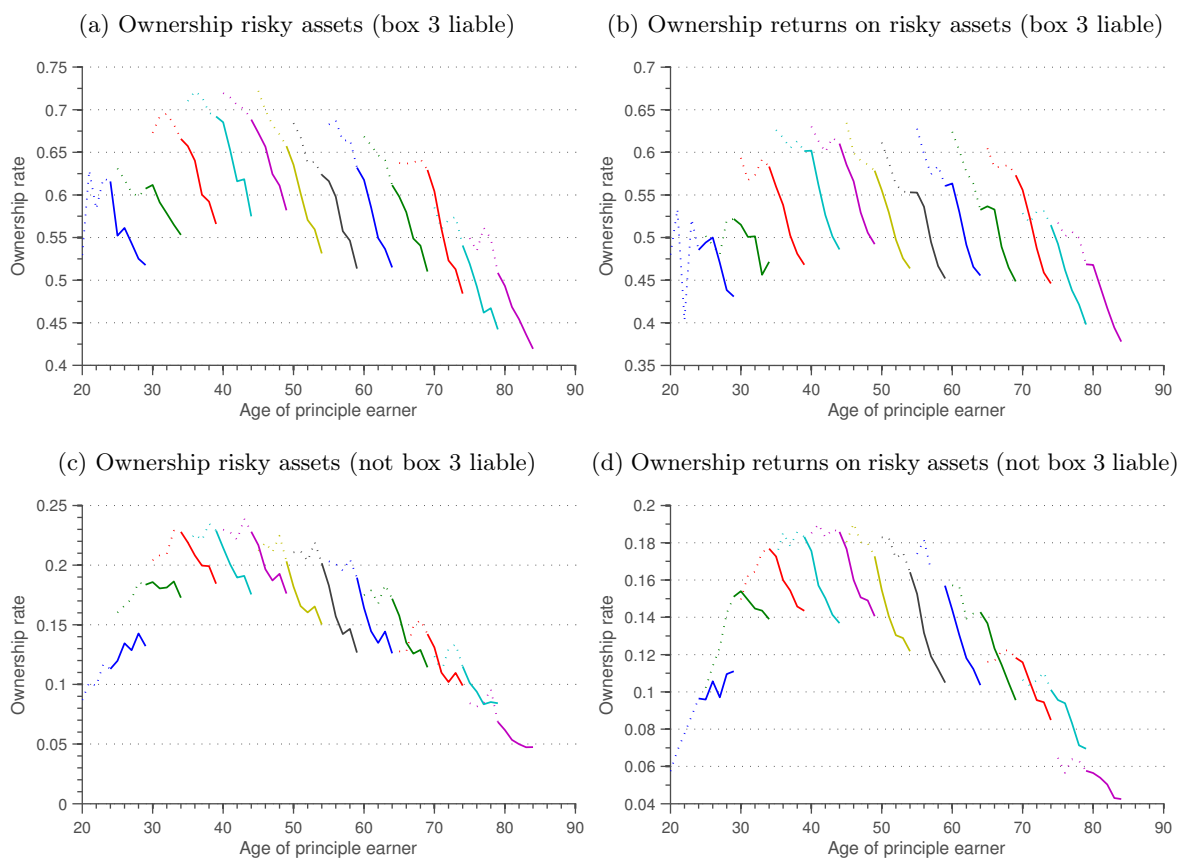 (a) Ownership risky assets (box 3 liable)
(b) Ownership returns on risky assets (box 3 liable)
0.75
0.7
0.65
0.6
0.55
0.5
0.45
0.4
Ownership rate
20 30 40 50 60 70 80 90
Age of principle earner
0.7
0.65
0.6
0.55
0.5
0.45
0.4
0.35
Ownership rate
20 30 40 50 60 70 80 90
Age of principle earner
(c) Ownership risky assets (not box 3 liable)
(d) Ownership returns on risky assets (not box 3 liable)
0.25
0.2
0.15
0.1
0.05
0
Ownership rate
20 30 40 50 60 70 80 90
Age of principle earner
0.2
0.18
0.16
0.14
0.12
0.1
0.08
0.06
0.04
Ownership rate
20 30 40 50 60 70 80 90
Age of principle earner